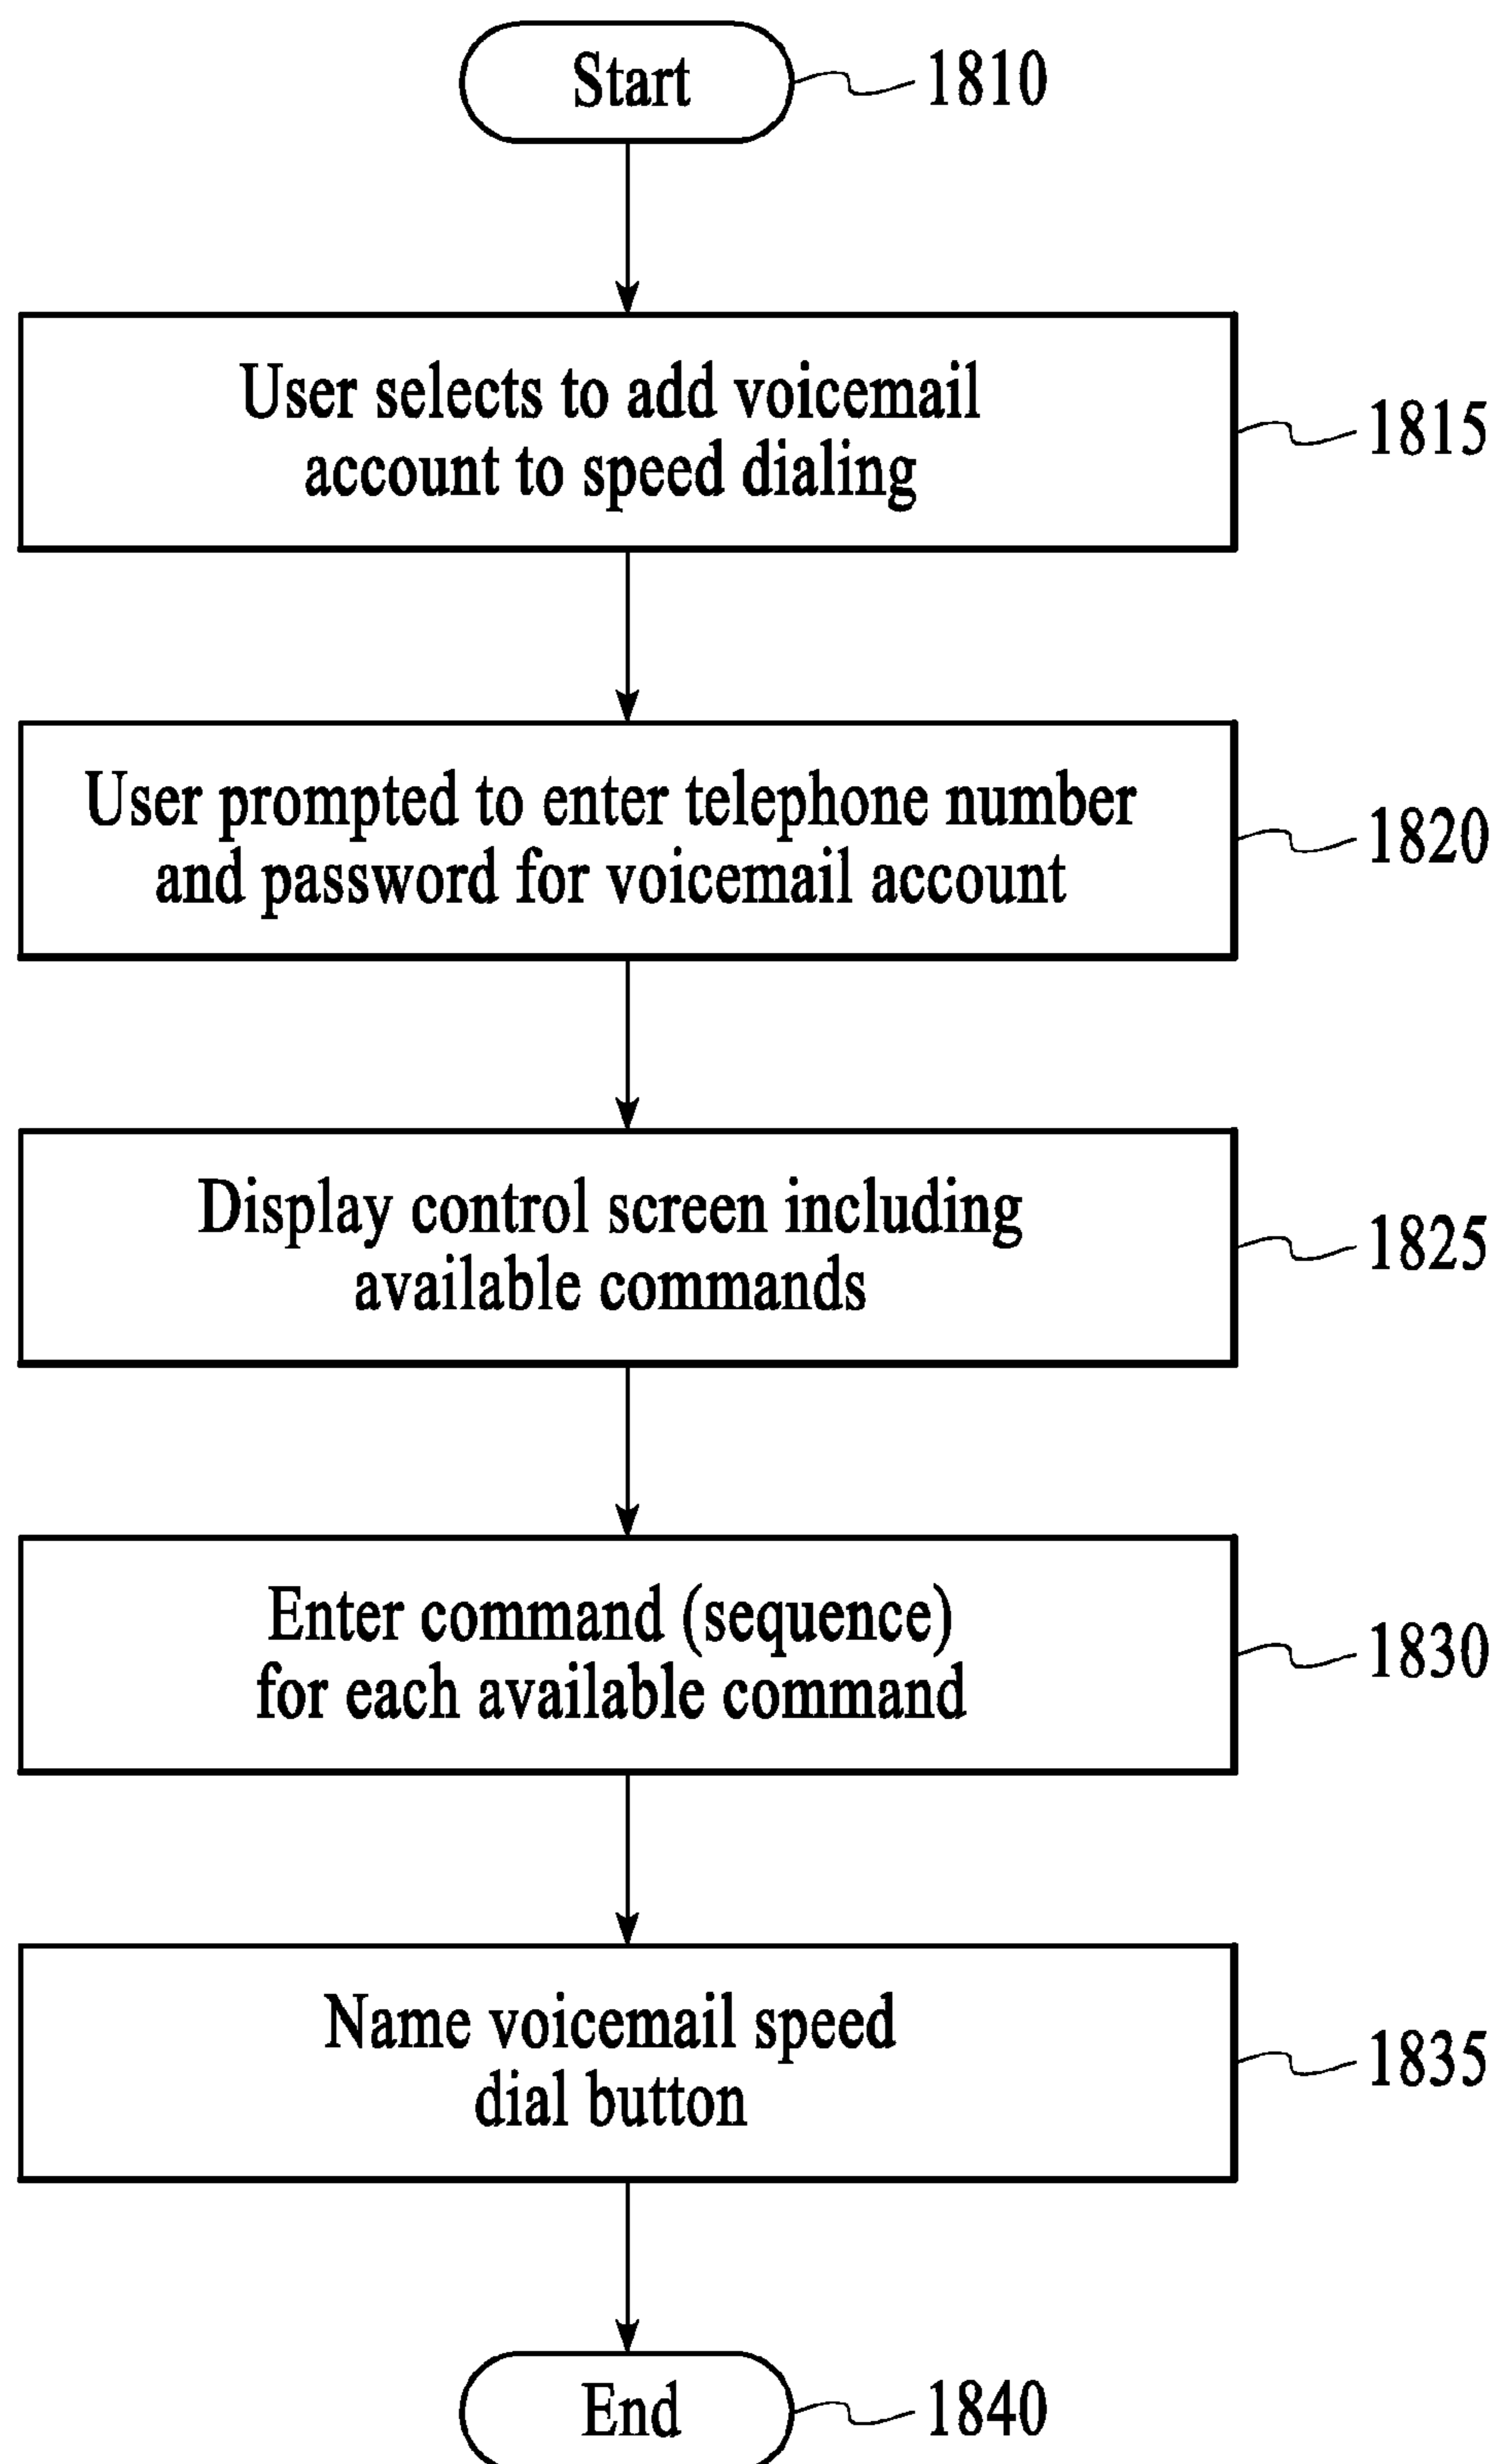 Start
1810
User selects to add voicemail
account to speed dialing
1815
User prompted to enter telephone number
and password for voicemail account
1820
Display control screen including
available commands
1825
Enter command (sequence)
for each available command
1830
Name voicemail speed
dial button
1835
End
1840